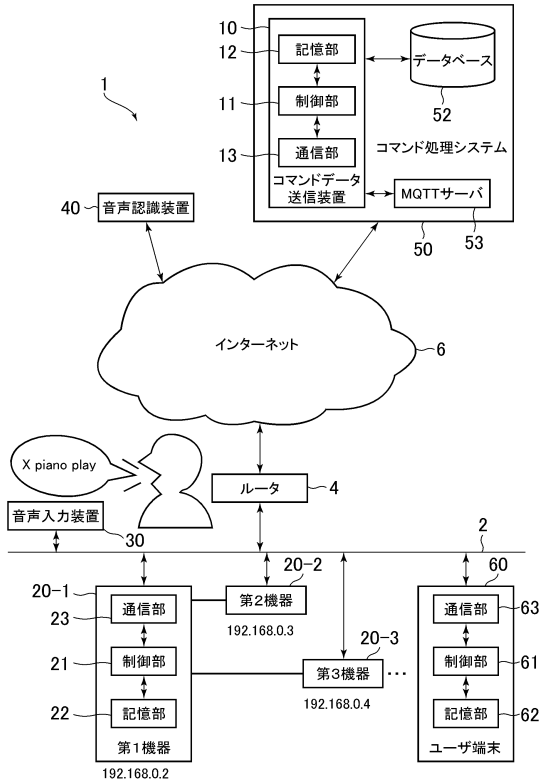 10
12
記憶部
11
制御部
13
通信部
コマンドデータ
送信装置
データベース
52
コマンド処理システム
MQTTサーバ
50
53
1
40
音声認識装置
インターネット
6
X piano play
音声入力装置
30
ルータ
4
2
20-1
23
通信部
21
制御部
22
記憶部
第1機器
192.168.0.2
20-2
第2機器
192.168.0.3
20-3
第3機器
192.168.0.4
…
60
通信部
63
制御部
61
記憶部
62
ユーザ端末